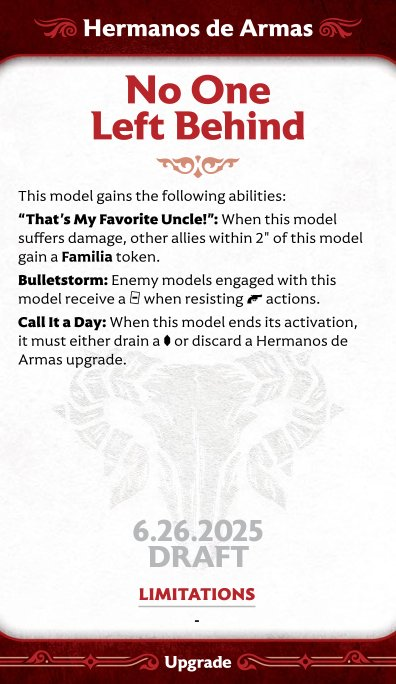 Hermanos de Armas
No One
Left Behind
This model gains the following abilities:
“That’s My Favorite Uncle!”: When this model
suffers damage, other allies within 2" of this model
gain a Familia token.
Bulletstorm: Enemy models engaged with this
model receive a when resisting actions.
Call It a Day: When this model ends its activation,
it must either drain a or discard a Hermanos de
Armas upgrade.
6.26.2025
DRAFT
LIMITATIONS
-
Upgrade